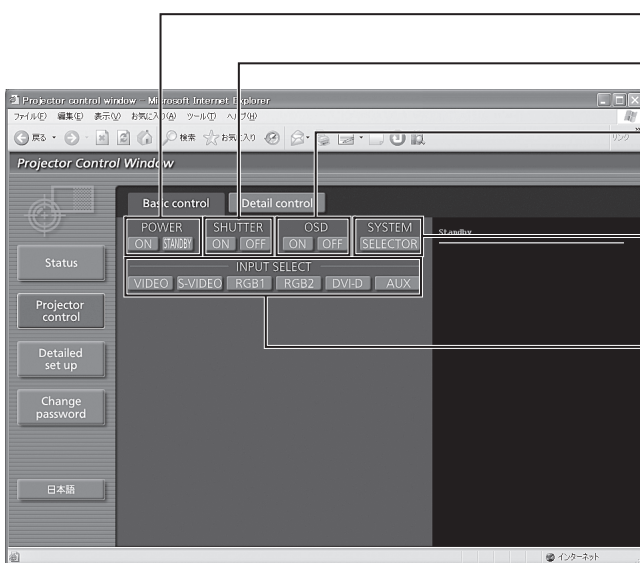 Projector control window - Microsoft Internet Explorer
ファイル(F) 編集(E) 表示(V) お気に入り(A) ツール(T) ヘルプ(H)
戻る 検索 お気に入り リンク
Projector Control Window
Basic control Detail control
POWER SHUTTER OSD SYSTEM
ON STANDBY ON OFF ON OFF SELECTOR
Standby
INPUT SELECT
VIDEO S-VIDEO RGB1 RGB2 DVI-D AUX
Status
Projector
control
Detailed
set up
Change
password
日本語
インターネット